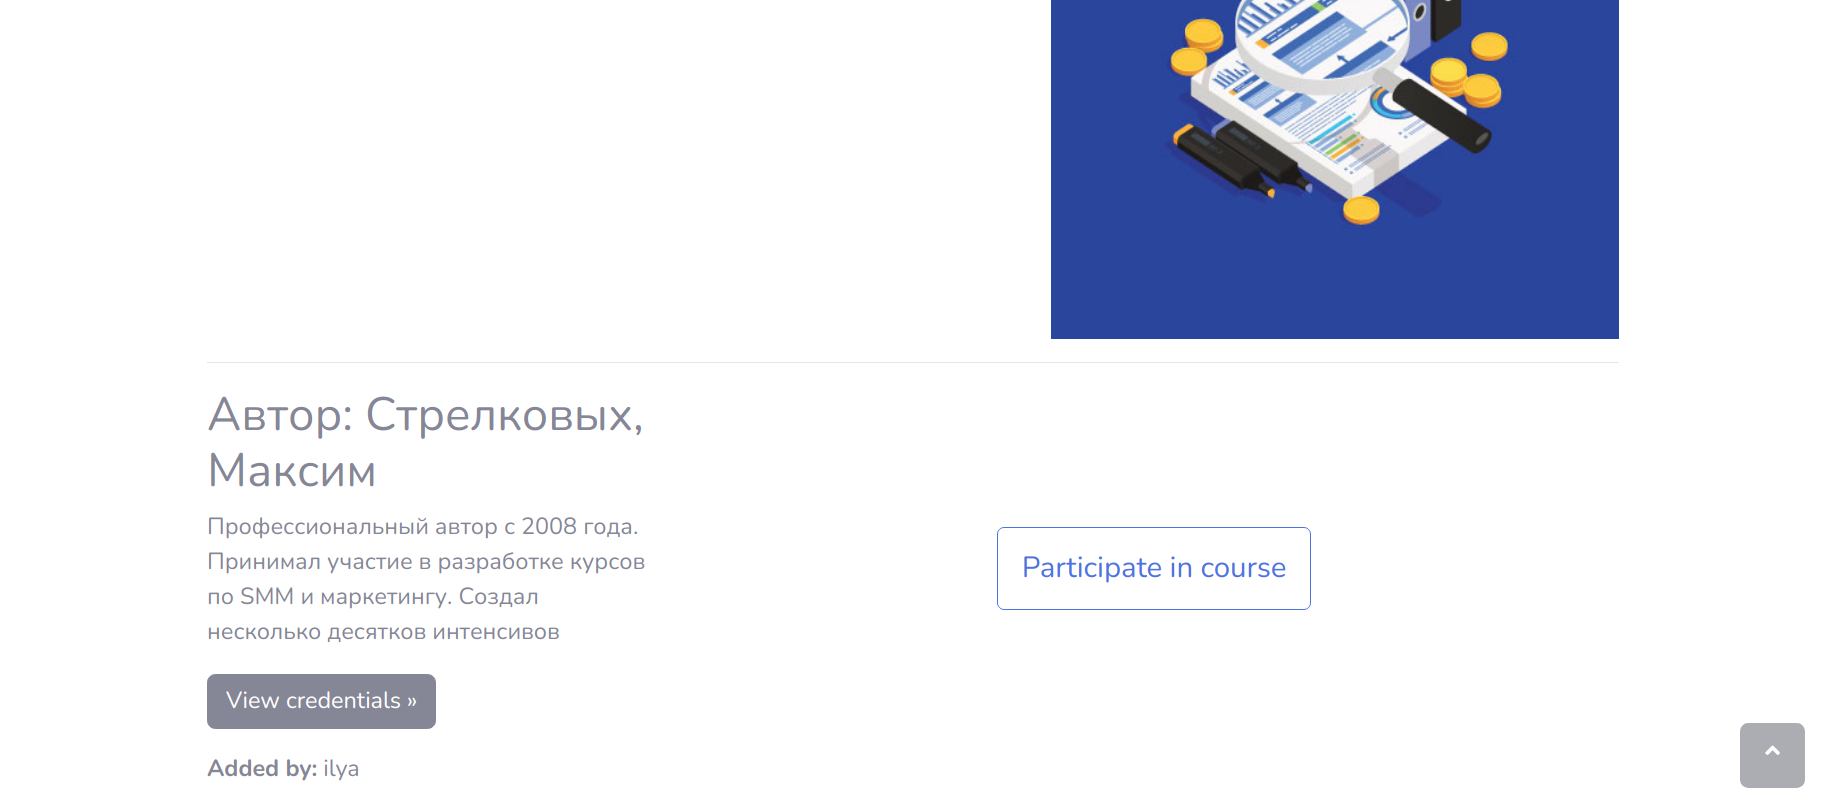 Автор: Стрелковых,
Максим
Профессиональный автор с 2008 года.
Принимал участие в разработке курсов
по SMM и маркетингу. Создал
несколько десятков интенсивов
Participate in course
View credentials »
Added by: ilya